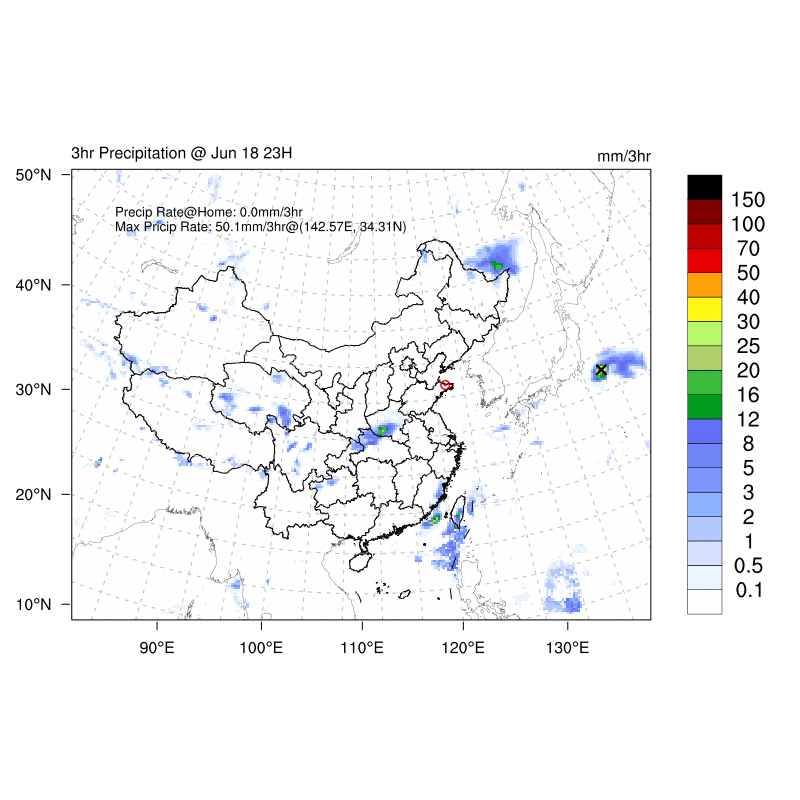 3hr Precipitation @ Jun 18 23H
mm/3hr
Precip Rate@Home: 0.0mm/3hr
Max Pricip Rate: 50.1mm/3hr@(142.57E, 34.31N)
50°N
40°N
30°N
20°N
10°N
90°E
100°E
110°E
120°E
130°E
150
100
70
50
40
30
25
20
16
12
8
5
3
2
1
0.5
0.1